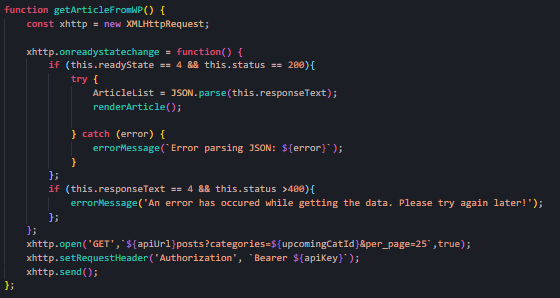 function getArticleFromWP() {
    const xhttp = new XMLHttpRequest;

    xhttp.onreadystatechange = function() {
        if (this.readyState == 4 && this.status == 200){
            try {
                ArticleList = JSON.parse(this.responseText);
                renderArticle();

            } catch (error) {
                errorMessage(`Error parsing JSON: ${error}`);
            }
        };
        if (this.responseText == 4 && this.status >400){
            errorMessage('An error has occured while getting the data. Please try again later!');
        };
    };
    xhttp.open('GET',`${apiUrl}posts?categories=${upcomingCatId}&per_page=25`,true);
    xhttp.setRequestHeader('Authorization', `Bearer ${apiKey}`);
    xhttp.send();
};